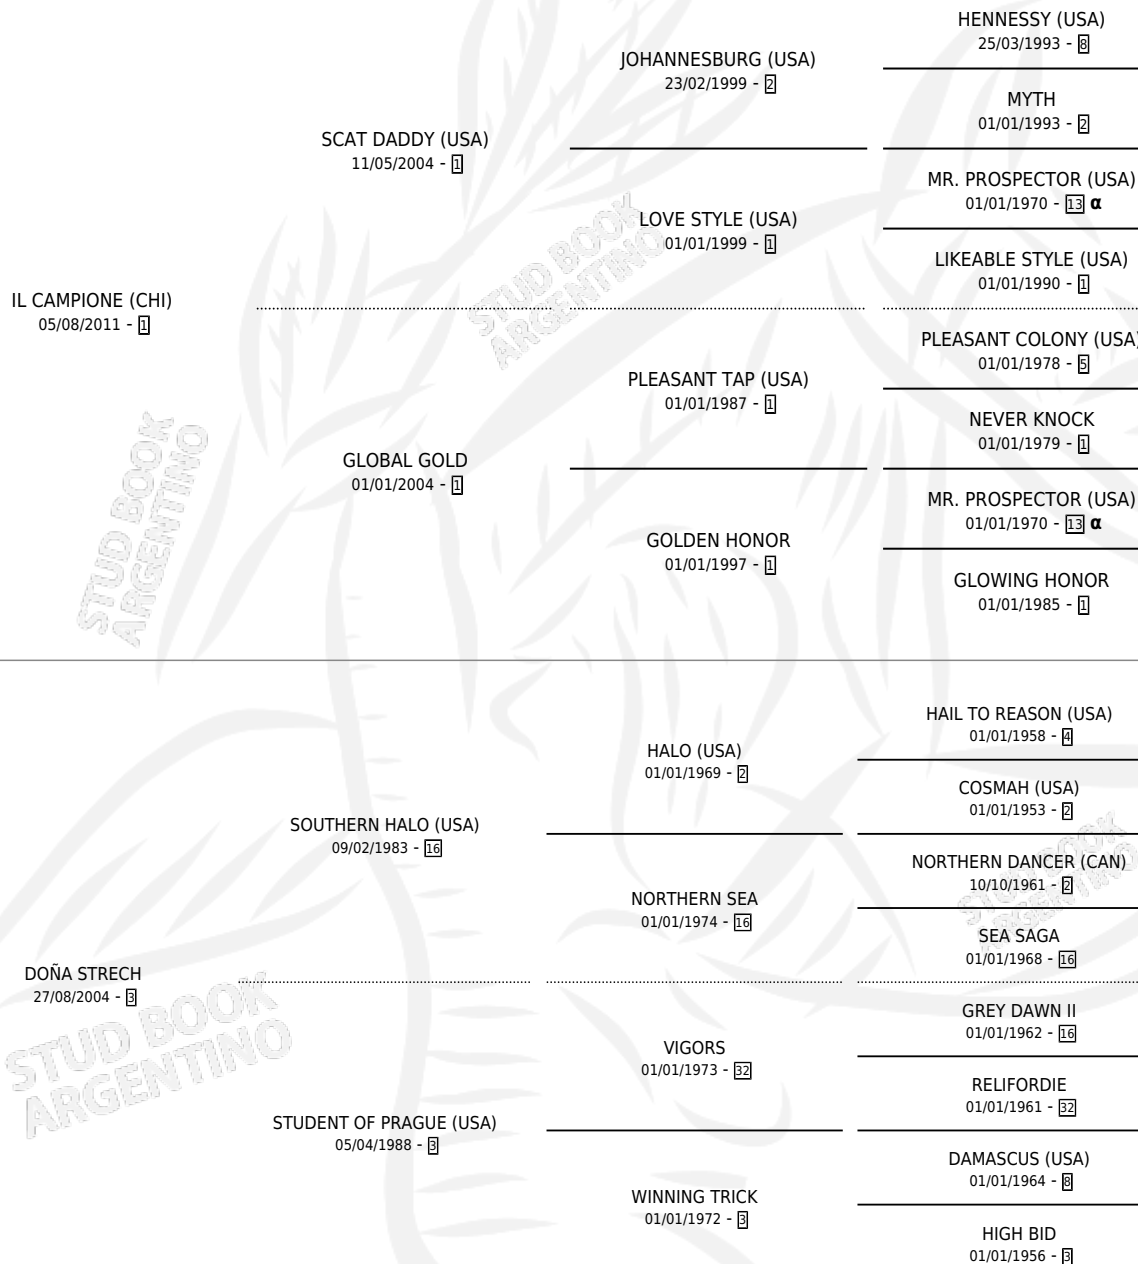 HENNESSY (USA)
25/03/1993 - 8
JOHANNESBURG (USA)
23/02/1999 - 2
MYTH
01/01/1993 - 2
SCAT DADDY (USA)
11/05/2004 - 1
MR. PROSPECTOR (USA)
01/01/1970 - 13 α
LOVE STYLE (USA)
01/01/1999 - 1
LIKEABLE STYLE (USA)
01/01/1990 - 1
IL CAMPIONE (CHI)
05/08/2011 - 1
PLEASANT COLONY (USA)
01/01/1978 - 5
PLEASANT TAP (USA)
01/01/1987 - 1
NEVER KNOCK
01/01/1979 - 1
GLOBAL GOLD
01/01/2004 - 1
MR. PROSPECTOR (USA)
01/01/1970 - 13 α
GOLDEN HONOR
01/01/1997 - 1
GLOWING HONOR
01/01/1985 - 1
HAIL TO REASON (USA)
01/01/1958 - 4
HALO (USA)
01/01/1969 - 2
COSMAH (USA)
01/01/1953 - 2
SOUTHERN HALO (USA)
09/02/1983 - 16
NORTHERN DANCER (CAN)
10/10/1961 - 2
NORTHERN SEA
01/01/1974 - 16
SEA SAGA
01/01/1968 - 16
DOÑA STRECH
27/08/2004 - 3
GREY DAWN II
01/01/1962 - 16
VIGORS
01/01/1973 - 32
RELIFORDIE
01/01/1961 - 32
STUDENT OF PRAGUE (USA)
05/04/1988 - 3
DAMASCUS (USA)
01/01/1964 - 8
WINNING TRICK
01/01/1972 - 3
HIGH BID
01/01/1956 - 3
STUD BOOK
ARGENTINO
STUD BOOK
ARGENTINO
STUD BOOK
ARGENTINO
STUD BOOK
ARGENTINO